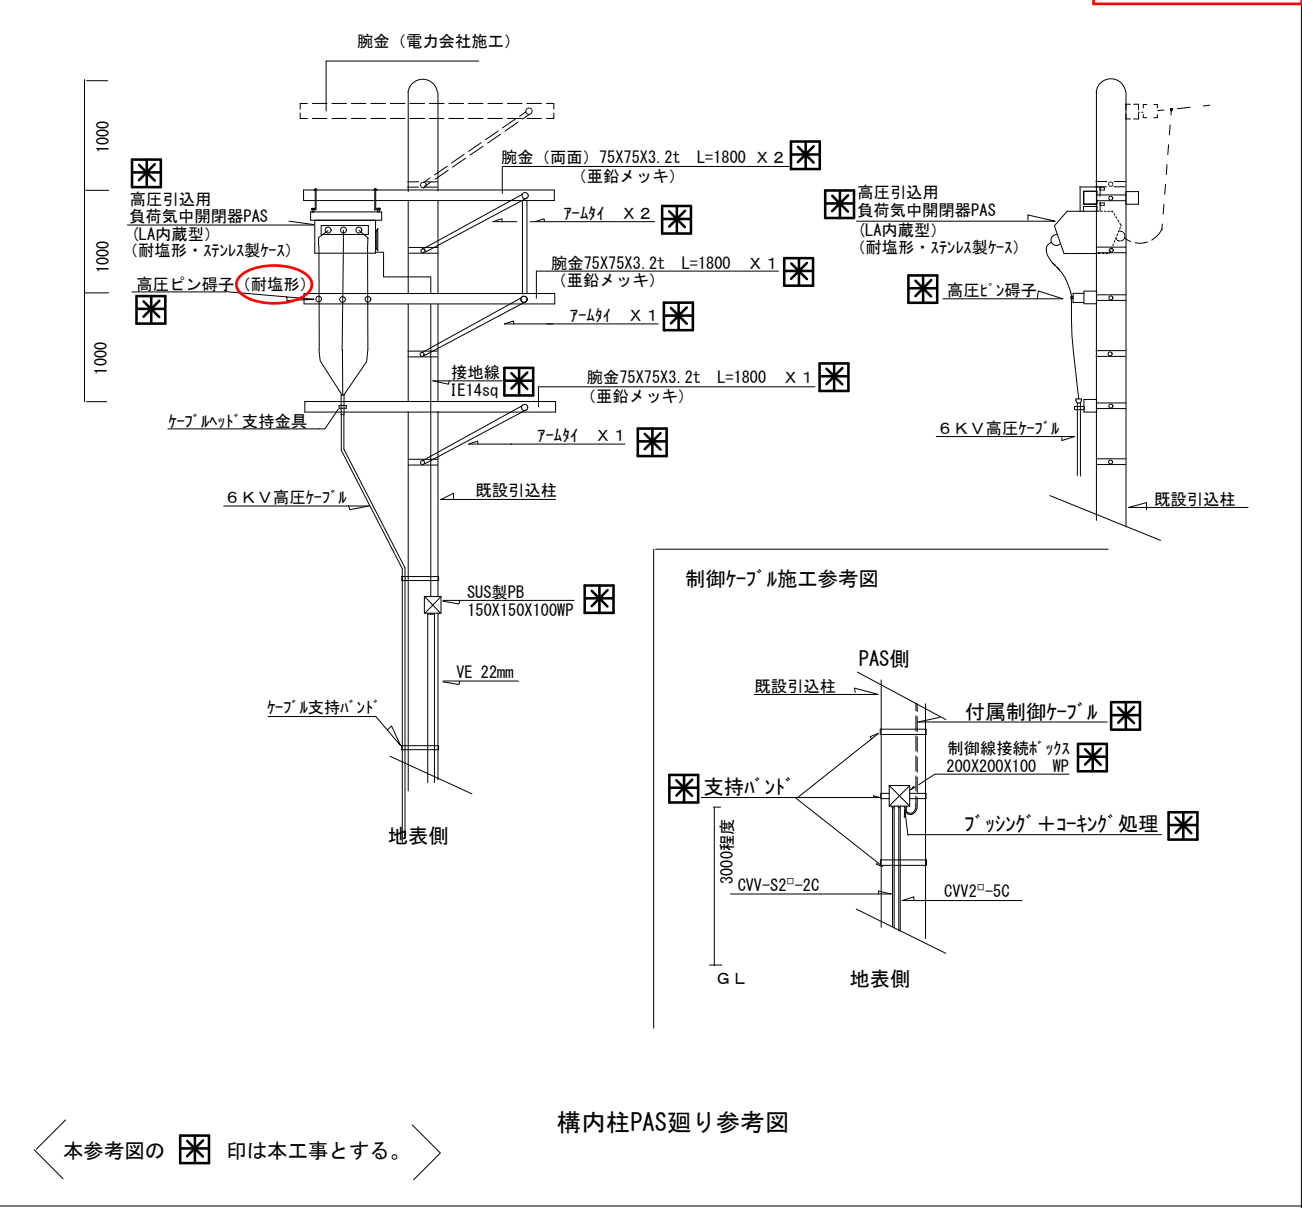 腕金（電力会社施工）
1000
1000
1000
高圧引込用
負荷気中開閉器PAS
(LA内蔵型)
(耐塩形・ステンレス製ケース)
高圧ピン碍子(耐塩形)
腕金（両面）75X75X3.2t L=1800 X２
(亜鉛メッキ)
アームタイ X２
腕金75X75X3.2t L=1800 X１
(亜鉛メッキ)
アームタイ X１
接地線
IE14sq
腕金75X75X3.2t L=1800 X１
(亜鉛メッキ)
アームタイ X１
ケーブルヘッド支持金具
６ＫＶ高圧ケーブル
既設引込柱
SUS製PB
150X150X100WP
VE 22mm
ケーブル支持バンド
地表側
高圧引込用
負荷気中開閉器PAS
(LA内蔵型)
(耐塩形・ステンレス製ケース)
高圧ピン碍子
６ＫＶ高圧ケーブル
既設引込柱
制御ケーブル施工参考図
PAS側
既設引込柱
付属制御ケーブル
制御線接続ボックス
200X200X100 WP
支持バンド
ブッシング＋コーキング処理
3000程度
CVV-S2□-2C
CVV2□-5C
ＧＬ
地表側
構内柱PAS廻り参考図
本参考図の 印は本工事とする。